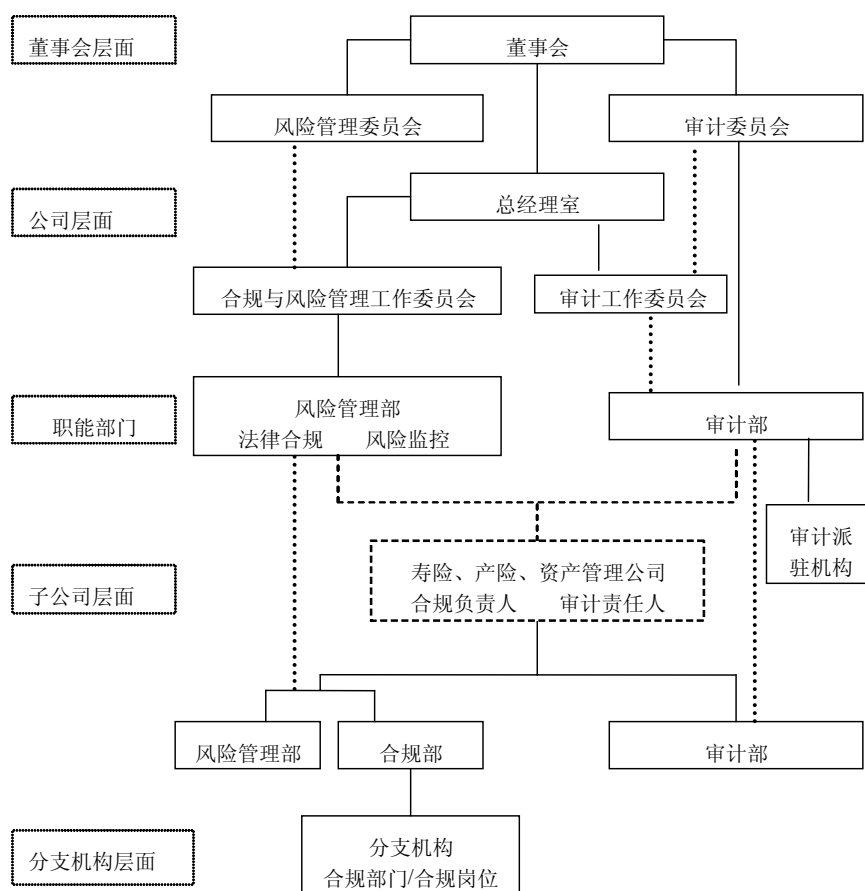 董事会层面
董事会
风险管理委员会
审计委员会
公司层面
总经理室
合规与风险管理工作委员会
审计工作委员会
职能部门
风险管理部
法律合规 风险监控
审计部
审计派
驻机构
子公司层面
寿险、产险、资产管理公司
合规负责人 审计责任人
风险管理部
合规部
审计部
分支机构层面
分支机构
合规部门/合规岗位